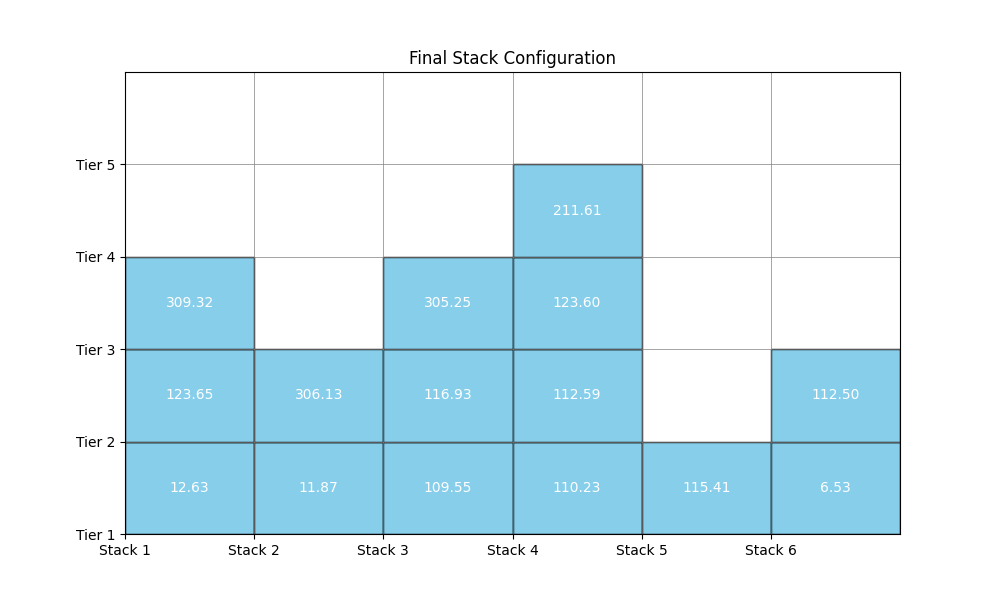 Final Stack Configuration
Tier 5
211.61
Tier 4
309.32 305.25 123.60
Tier 3
123.65 306.13 116.93 112.59 112.50
Tier 2
12.63 11.87 109.55 110.23 115.41 6.53
Tier 1
Stack 1 Stack 2 Stack 3 Stack 4 Stack 5 Stack 6